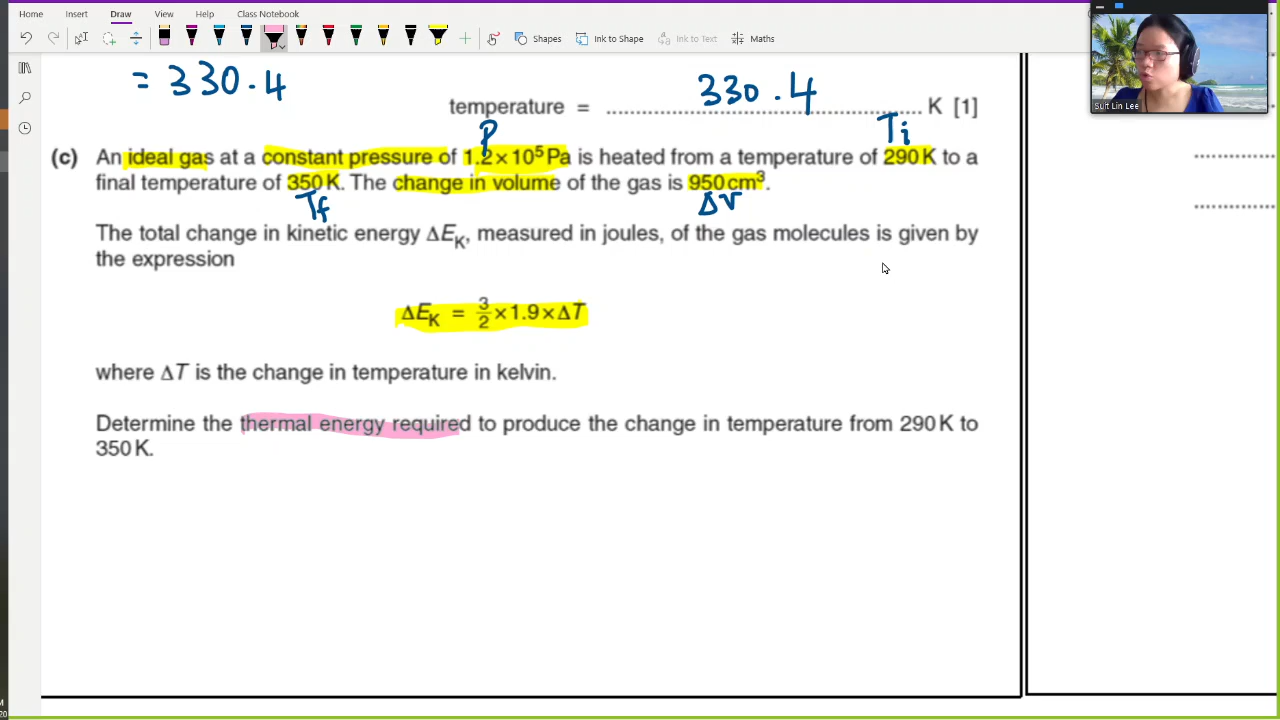 Home Insert Draw View Help Class Notebook
Shapes Ink to Shape Ink to Text Maths
= 330.4
330.4
temperature = ........................................................ K [1]
P
Ti
(c) An ideal gas at a constant pressure of 1.2 × 10⁵ Pa is heated from a temperature of 290 K to a
final temperature of 350 K. The change in volume of the gas is 950 cm³.
Tf
ΔV
The total change in kinetic energy ΔE_K, measured in joules, of the gas molecules is given by
the expression
ΔE_K = 3/2 × 1.9 × ΔT
where ΔT is the change in temperature in kelvin.
Determine the thermal energy required to produce the change in temperature from 290 K to
350 K.
Suit Lin Lee